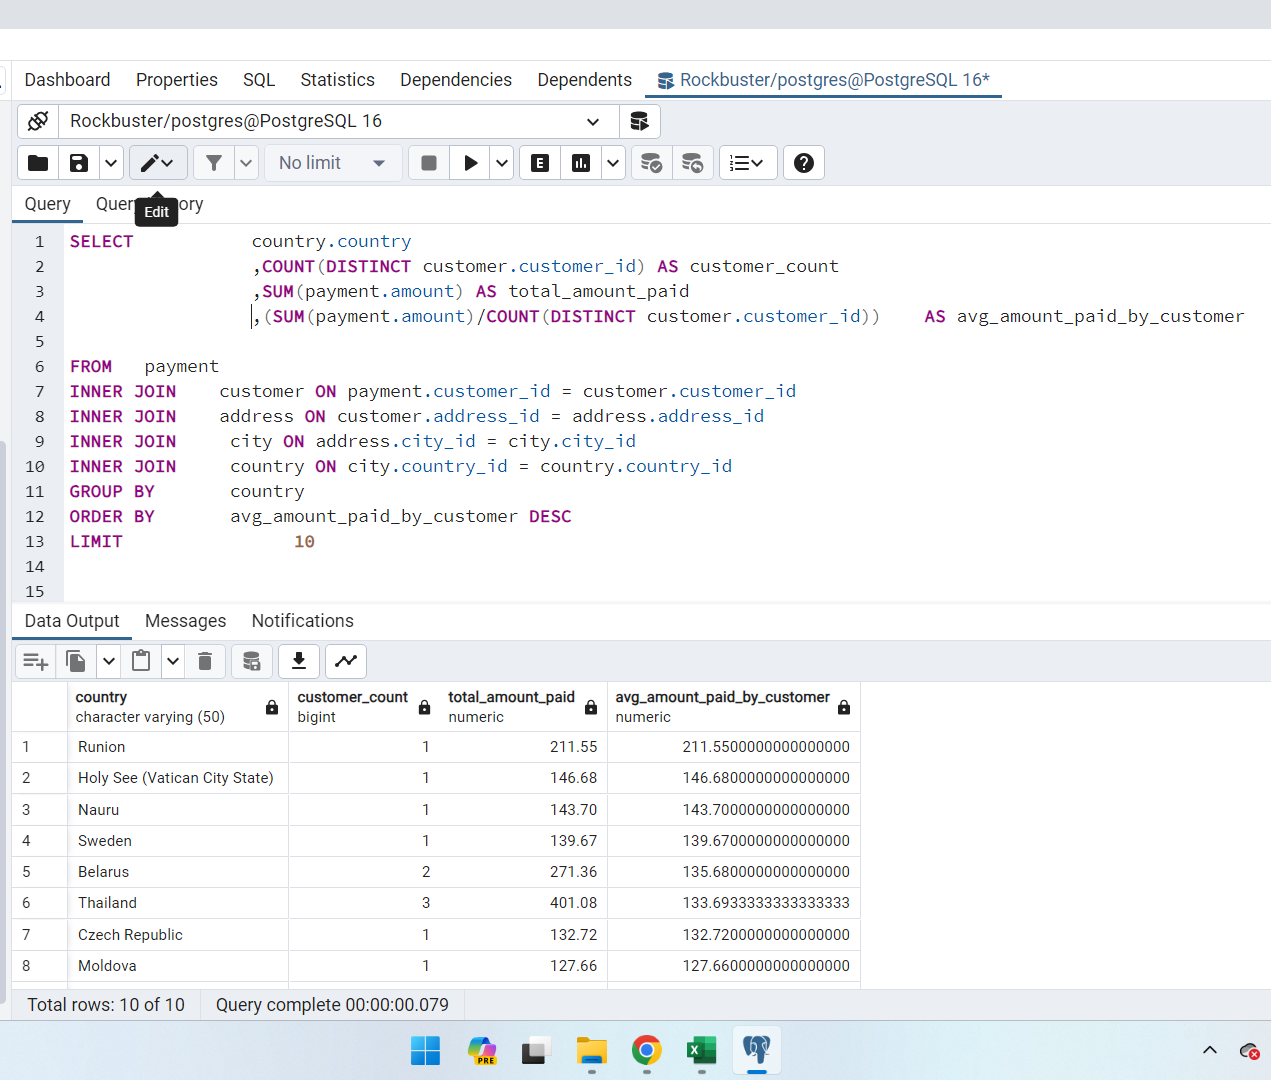 Dashboard Properties SQL Statistics Dependencies Dependents Rockbuster/postgres@PostgreSQL 16*
Rockbuster/postgres@PostgreSQL 16
No limit E
Query Query ory
Edit
1 SELECT country.country
2 ,COUNT(DISTINCT customer.customer_id) AS customer_count
3 ,SUM(payment.amount) AS total_amount_paid
4 ,(SUM(payment.amount)/COUNT(DISTINCT customer.customer_id)) AS avg_amount_paid_by_customer
5
6 FROM payment
7 INNER JOIN customer ON payment.customer_id = customer.customer_id
8 INNER JOIN address ON customer.address_id = address.address_id
9 INNER JOIN city ON address.city_id = city.city_id
10 INNER JOIN country ON city.country_id = country.country_id
11 GROUP BY country
12 ORDER BY avg_amount_paid_by_customer DESC
13 LIMIT 10
14
15
Data Output Messages Notifications
country customer_count total_amount_paid avg_amount_paid_by_customer
character varying (50) bigint numeric numeric
1 Runion 1 211.55 211.5500000000000000
2 Holy See (Vatican City State) 1 146.68 146.6800000000000000
3 Nauru 1 143.70 143.7000000000000000
4 Sweden 1 139.67 139.6700000000000000
5 Belarus 2 271.36 135.6800000000000000
6 Thailand 3 401.08 133.6933333333333333
7 Czech Republic 1 132.72 132.7200000000000000
8 Moldova 1 127.66 127.6600000000000000
Total rows: 10 of 10 Query complete 00:00:00.079
PRE